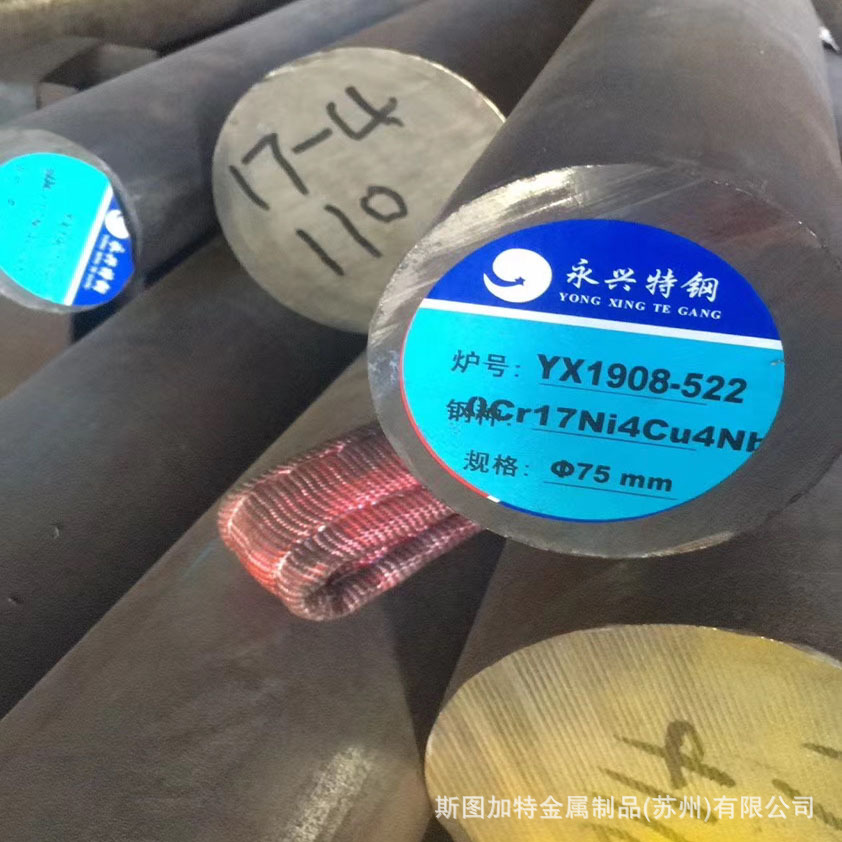 17-4
110
永兴特钢
YONG XING TE GANG
炉号: YX1908-522
钢种: 0Cr17Ni4Cu4Nb
规格: Φ75 mm
斯图加特金属制品(苏州)有限公司